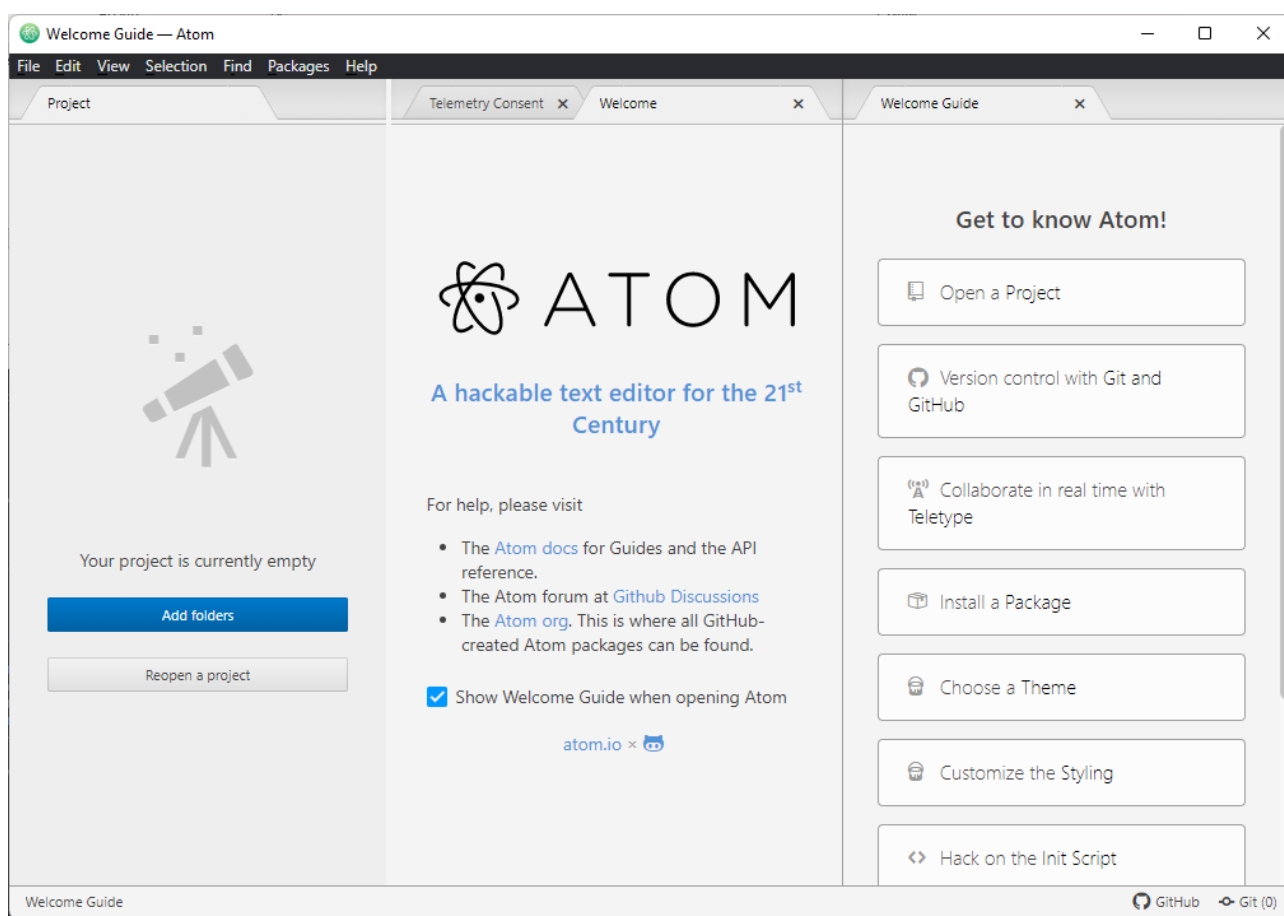 Welcome Guide — Atom
File Edit View Selection Find Packages Help
Project
Telemetry Consent
Welcome
Welcome Guide
Your project is currently empty
Add folders
Reopen a project
ATOM
A hackable text editor for the 21st
Century
For help, please visit
The Atom docs for Guides and the API
reference.
The Atom forum at Github Discussions
The Atom org. This is where all GitHub-
created Atom packages can be found.
Show Welcome Guide when opening Atom
atom.io ×
Get to know Atom!
Open a Project
Version control with Git and
GitHub
Collaborate in real time with
Teletype
Install a Package
Choose a Theme
Customize the Styling
Hack on the Init Script
Welcome Guide
GitHub Git (0)